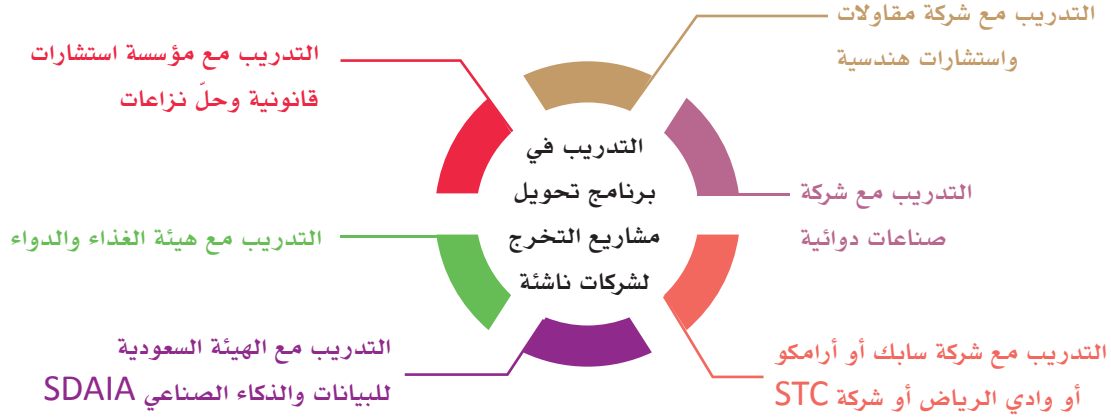 التدريب مع شركة مقاولات
واستشارات هندسية
التدريب مع مؤسسة استشارات
قانونية وحلّ نزاعات
التدريب في
برنامج تحويل
مشاريع التخرج
لشركات ناشئة
التدريب مع شركة
صناعات دوائية
التدريب مع هيئة الغذاء والدواء
التدريب مع شركة سابك أو أرامكو
أو وادي الرياض أو شركة STC
التدريب مع الهيئة السعودية
للبيانات والذكاء الصناعي SDAIA